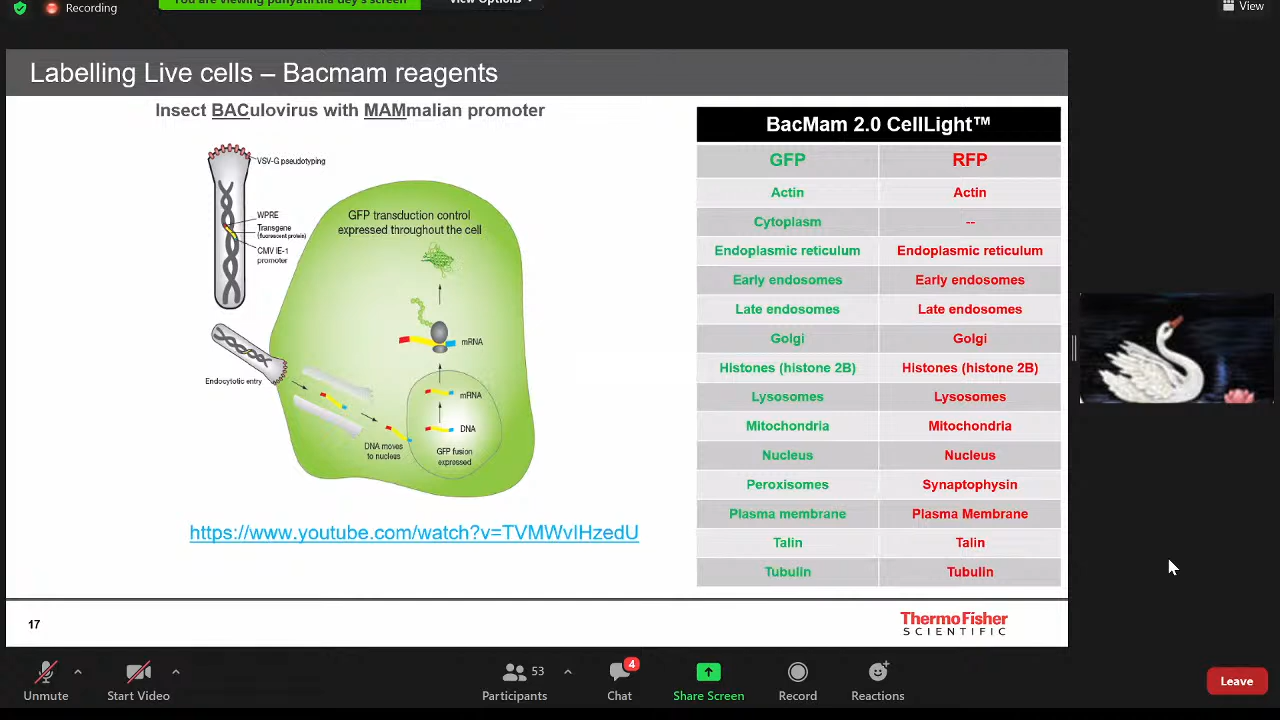 Recording
You are viewing punyatirtha dey's screen
View Options
View
Labelling Live cells – Bacmam reagents
Insect BACulovirus with MAMmalian promoter
VSV-G pseudotyping
WPRE
Transgene
(fluorescent protein)
CMV IE-1
promoter
GFP transduction control
expressed throughout the cell
mRNA
Endocytotic entry
mRNA
DNA
DNA moves
to nucleus
GFP fusion
expressed
https://www.youtube.com/watch?v=TVMWvIHzedU
BacMam 2.0 CellLight™
GFP RFP
Actin Actin
Cytoplasm --
Endoplasmic reticulum Endoplasmic reticulum
Early endosomes Early endosomes
Late endosomes Late endosomes
Golgi Golgi
Histones (histone 2B) Histones (histone 2B)
Lysosomes Lysosomes
Mitochondria Mitochondria
Nucleus Nucleus
Peroxisomes Synaptophysin
Plasma membrane Plasma Membrane
Talin Talin
Tubulin Tubulin
17
ThermoFisher
SCIENTIFIC
Unmute
Start Video
53
Participants
4
Chat
Share Screen
Record
Reactions
Leave